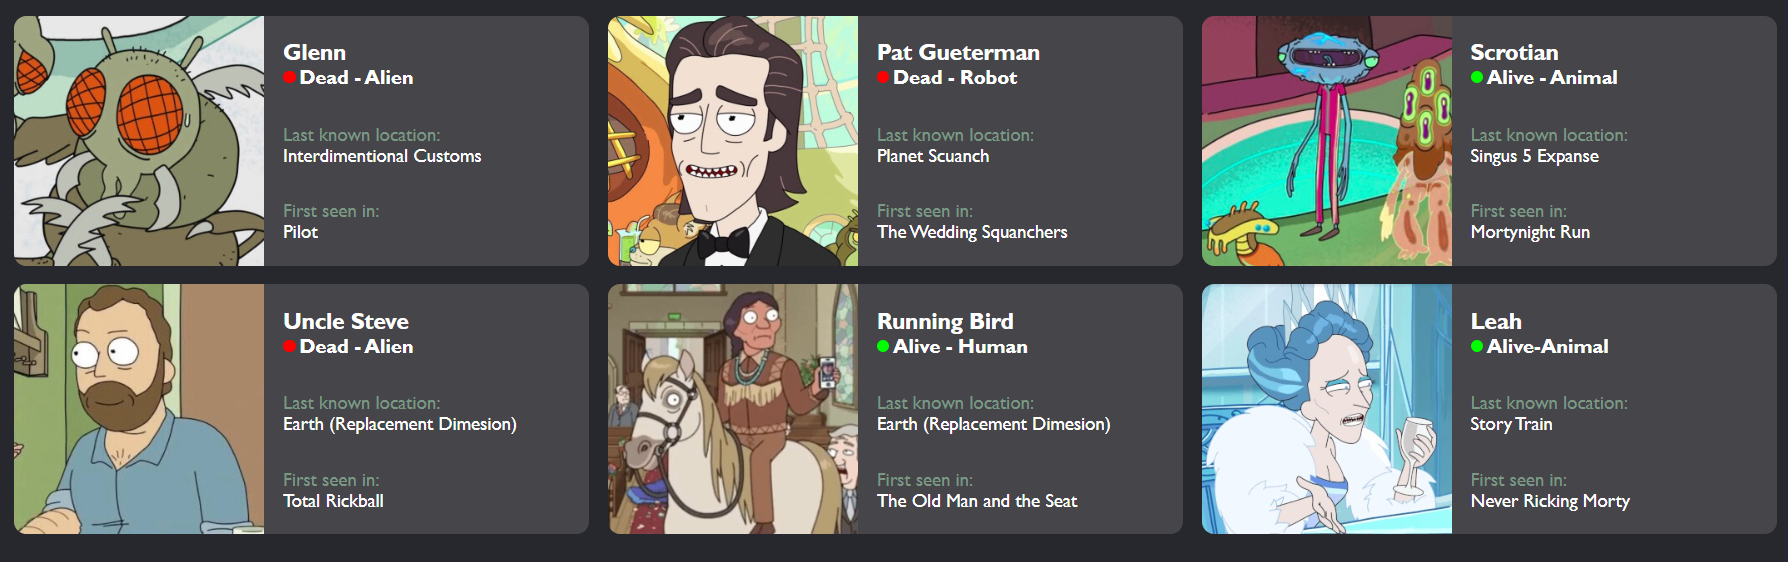 Glenn
Dead - Alien
Last known location:
Interdimentional Customs
First seen in:
Pilot
Pat Gueterman
Dead - Robot
Last known location:
Planet Scuanch
First seen in:
The Wedding Squanchers
Scrotian
Alive - Animal
Last known location:
Singus 5 Expanse
First seen in:
Mortynight Run
Uncle Steve
Dead - Alien
Last known location:
Earth (Replacement Dimesion)
First seen in:
Total Rickball
Running Bird
Alive - Human
Last known location:
Earth (Replacement Dimesion)
First seen in:
The Old Man and the Seat
Leah
Alive-Animal
Last known location:
Story Train
First seen in:
Never Ricking Morty